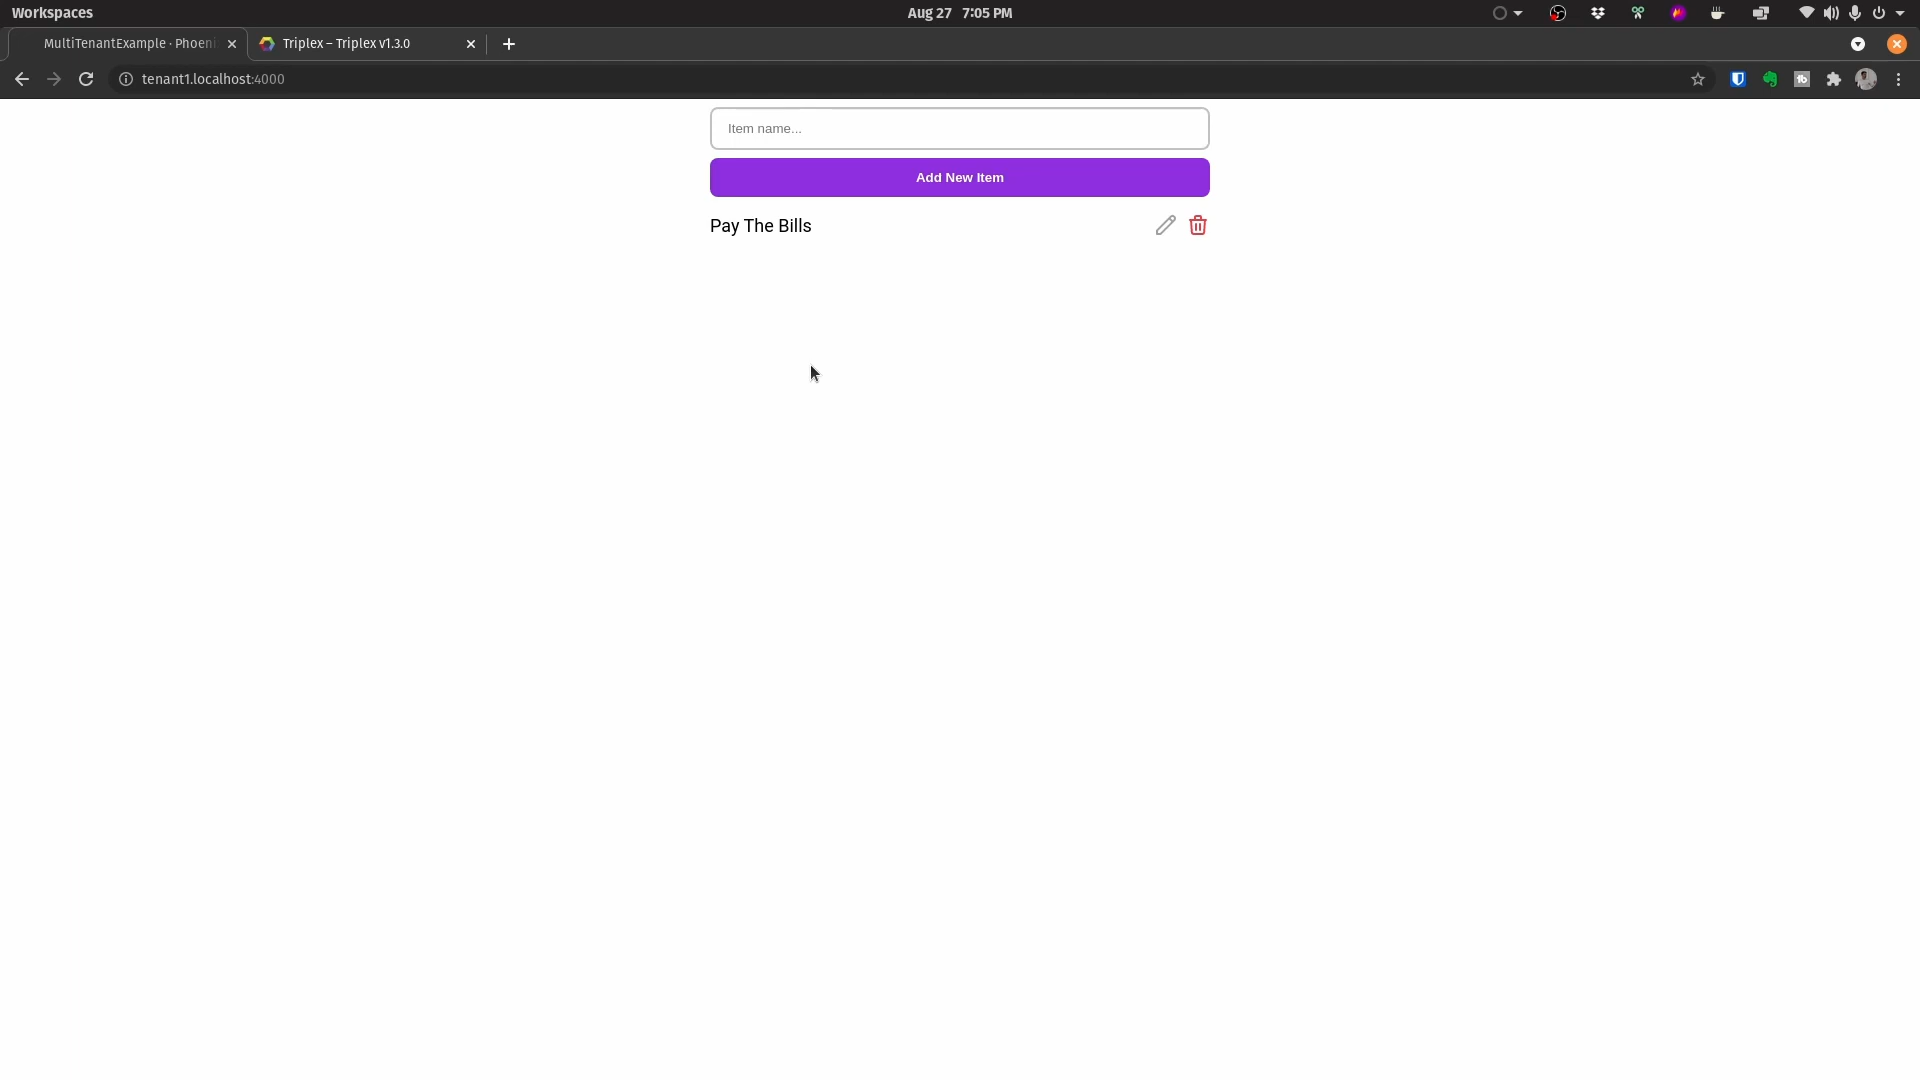 Workspaces
Aug 27 7:05 PM
MultiTenantExample · Phoeni
Triplex – Triplex v1.3.0
tenant1.localhost:4000
Item name...
Add New Item
Pay The Bills